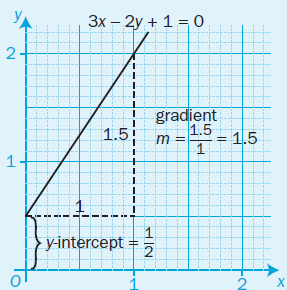 y
3x – 2y + 1 = 0
2
gradient
m = 1.5/1 = 1.5
1.5
1
1
y-intercept = 1/2
O
1
2
x